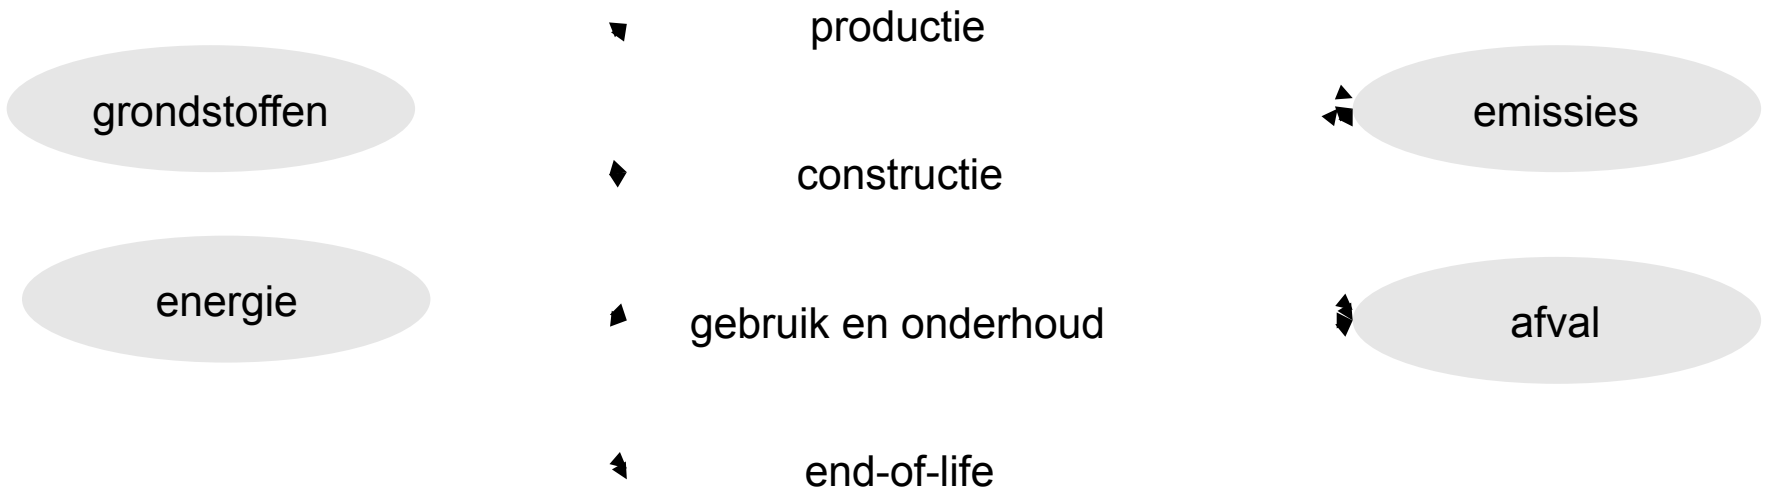 productie
grondstoffen
emissies
constructie
energie
gebruik en onderhoud
afval
end-of-life